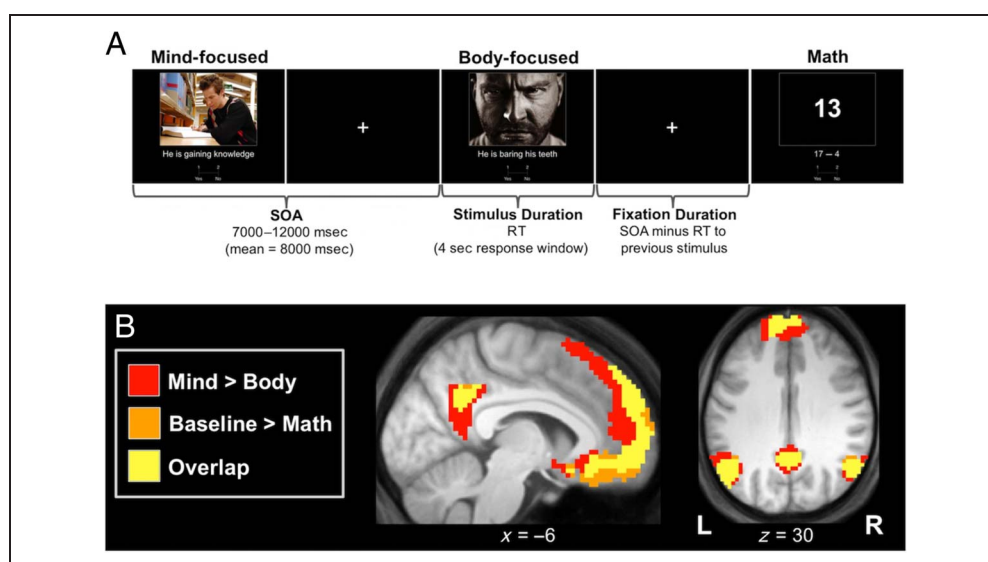 A
Mind-focused
Body-focused
Math
He is gaining knowledge
1 2
Yes No
+
He is baring his teeth
1 2
Yes No
+
13
17 – 4
1 2
Yes No
SOA
7000–12000 msec
(mean = 8000 msec)
Stimulus Duration
RT
(4 sec response window)
Fixation Duration
SOA minus RT to
previous stimulus
B
Mind > Body
Baseline > Math
Overlap
x = –6
L
z = 30
R